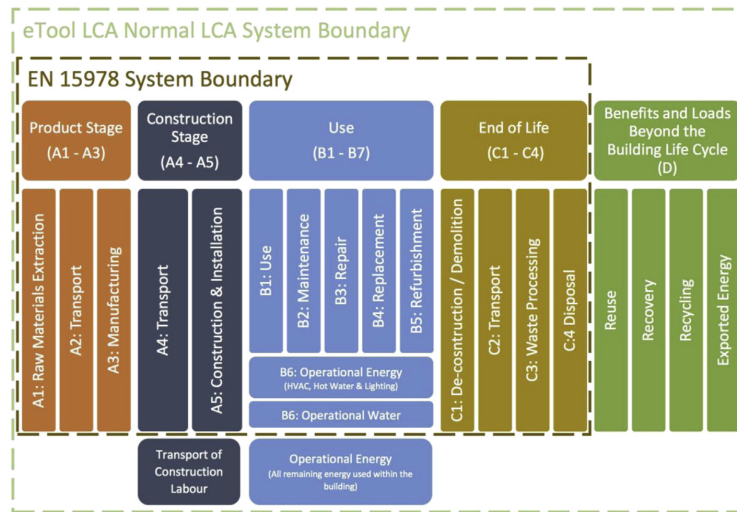 eTool LCA Normal LCA System Boundary
EN 15978 System Boundary
Product Stage
(A1 - A3)
Construction
Stage
(A4 - A5)
Use
(B1 - B7)
End of Life
(C1 - C4)
Benefits and Loads
Beyond the
Building Life Cycle
(D)
A1: Raw Materials Extraction
A2: Transport
A3: Manufacturing
A4: Transport
A5: Construction & Installation
B1: Use
B2: Maintenance
B3: Repair
B4: Replacement
B5: Refurbishment
B6: Operational Energy
(HVAC, Hot Water & Lighting)
B6: Operational Water
C1: De-cosntruction / Demolition
C2: Transport
C3: Waste Processing
C:4 Disposal
Reuse
Recovery
Recycling
Exported Energy
Transport of
Construction
Labour
Operational Energy
(All remaining energy used within the
building)